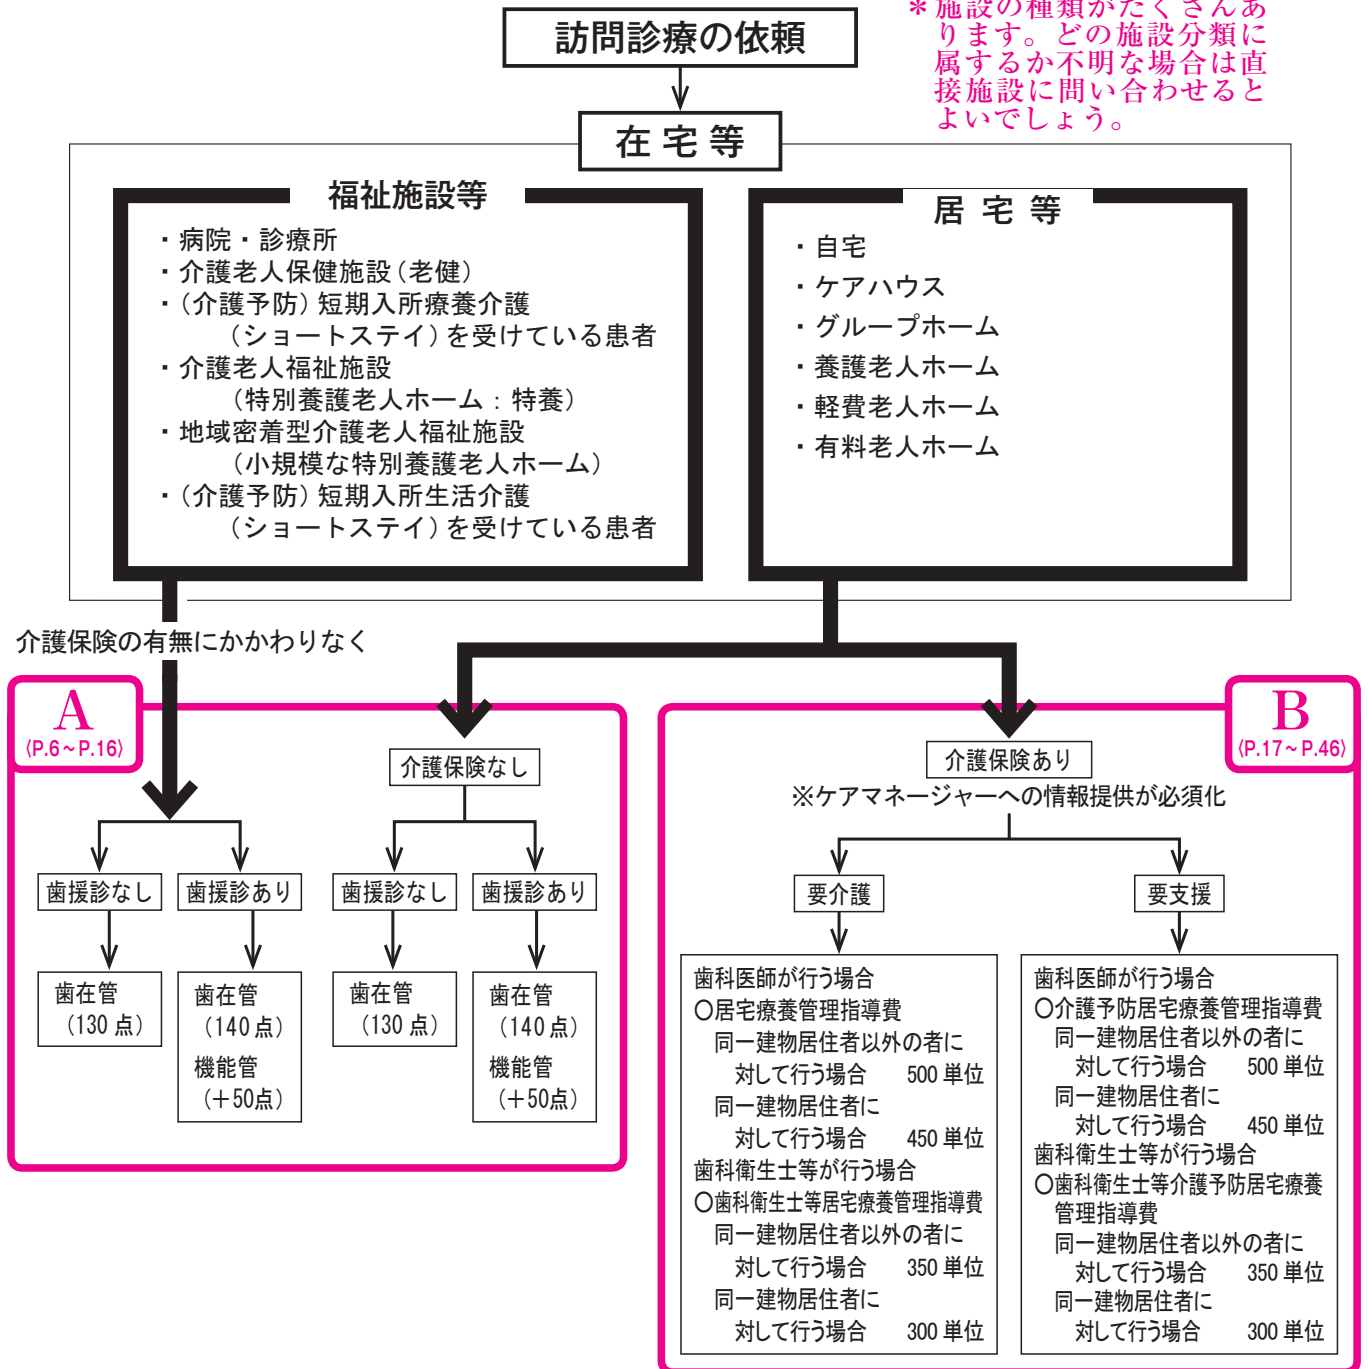 訪問診療の依頼
*施設の種類がたくさんあ
ります。どの施設分類に
属するか不明な場合は直
接施設に問い合わせると
よいでしょう。
在宅等
福祉施設等
・病院・診療所
・介護老人保健施設(老健)
・(介護予防)短期入所療養介護
(ショートステイ)を受けている患者
・介護老人福祉施設
(特別養護老人ホーム:特養)
・地域密着型介護老人福祉施設
(小規模な特別養護老人ホーム)
・(介護予防)短期入所生活介護
(ショートステイ)を受けている患者
居宅等
・自宅
・ケアハウス
・グループホーム
・養護老人ホーム
・軽費老人ホーム
・有料老人ホーム
介護保険の有無にかかわりなく
A
〈P.6~P.16〉
歯援診なし
歯在管
(130点)
歯援診あり
歯在管
(140点)
機能管
(+50点)
介護保険なし
歯援診なし
歯在管
(130点)
歯援診あり
歯在管
(140点)
機能管
(+50点)
B
〈P.17~P.46〉
介護保険あり
※ケアマネージャーへの情報提供が必須化
要介護
歯科医師が行う場合
○居宅療養管理指導費
同一建物居住者以外の者に
対して行う場合 500単位
同一建物居住者に
対して行う場合 450単位
歯科衛生士等が行う場合
○歯科衛生士等居宅療養管理指導費
同一建物居住者以外の者に
対して行う場合 350単位
同一建物居住者に
対して行う場合 300単位
要支援
歯科医師が行う場合
○介護予防居宅療養管理指導費
同一建物居住者以外の者に
対して行う場合 500単位
同一建物居住者に
対して行う場合 450単位
歯科衛生士等が行う場合
○歯科衛生士等介護予防居宅療養
管理指導費
同一建物居住者以外の者に
対して行う場合 350単位
同一建物居住者に
対して行う場合 300単位